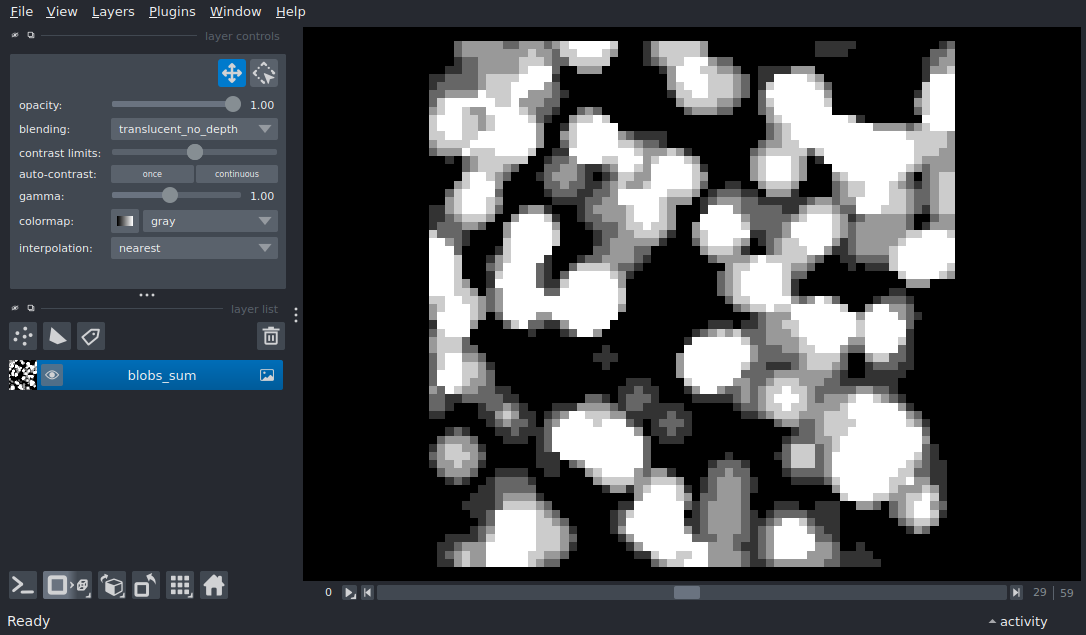 File View Layers Plugins Window Help
layer controls
opacity: 1.00
blending: translucent_no_depth
contrast limits:
auto-contrast: once continuous
gamma: 1.00
colormap: gray
interpolation: nearest
layer list
blobs_sum
0 29 59
Ready activity